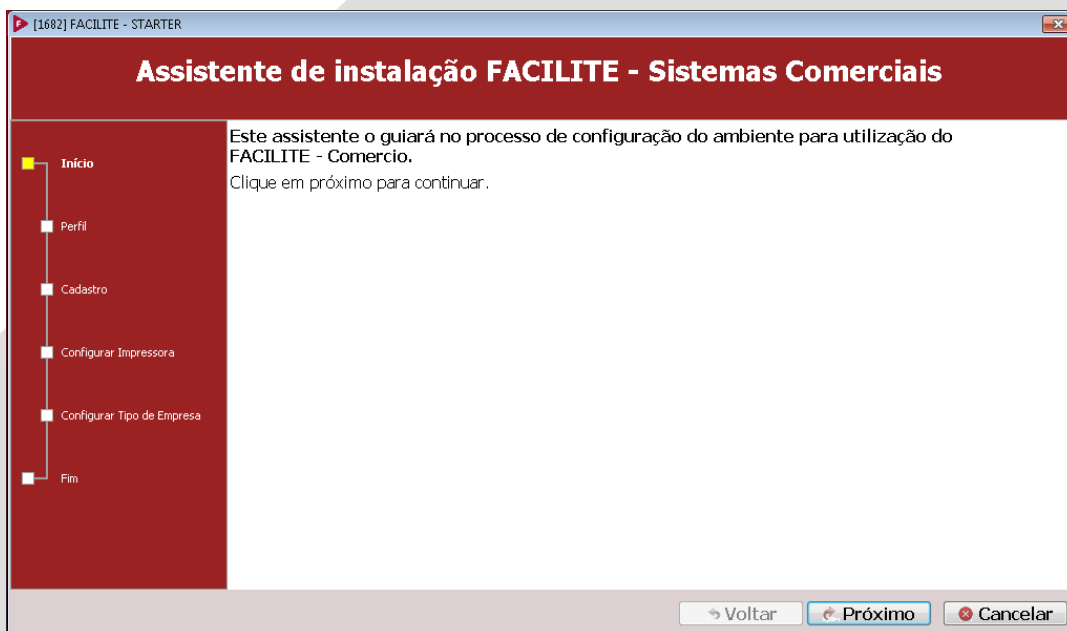 [1682] FACILITE - STARTER
Assistente de instalação FACILITE - Sistemas Comerciais
Início
Perfil
Cadastro
Configurar Impressora
Configurar Tipo de Empresa
Fim
Este assistente o guiará no processo de configuração do ambiente para utilização do
FACILITE - Comercio.
Clique em próximo para continuar.
Voltar
Próximo
Cancelar